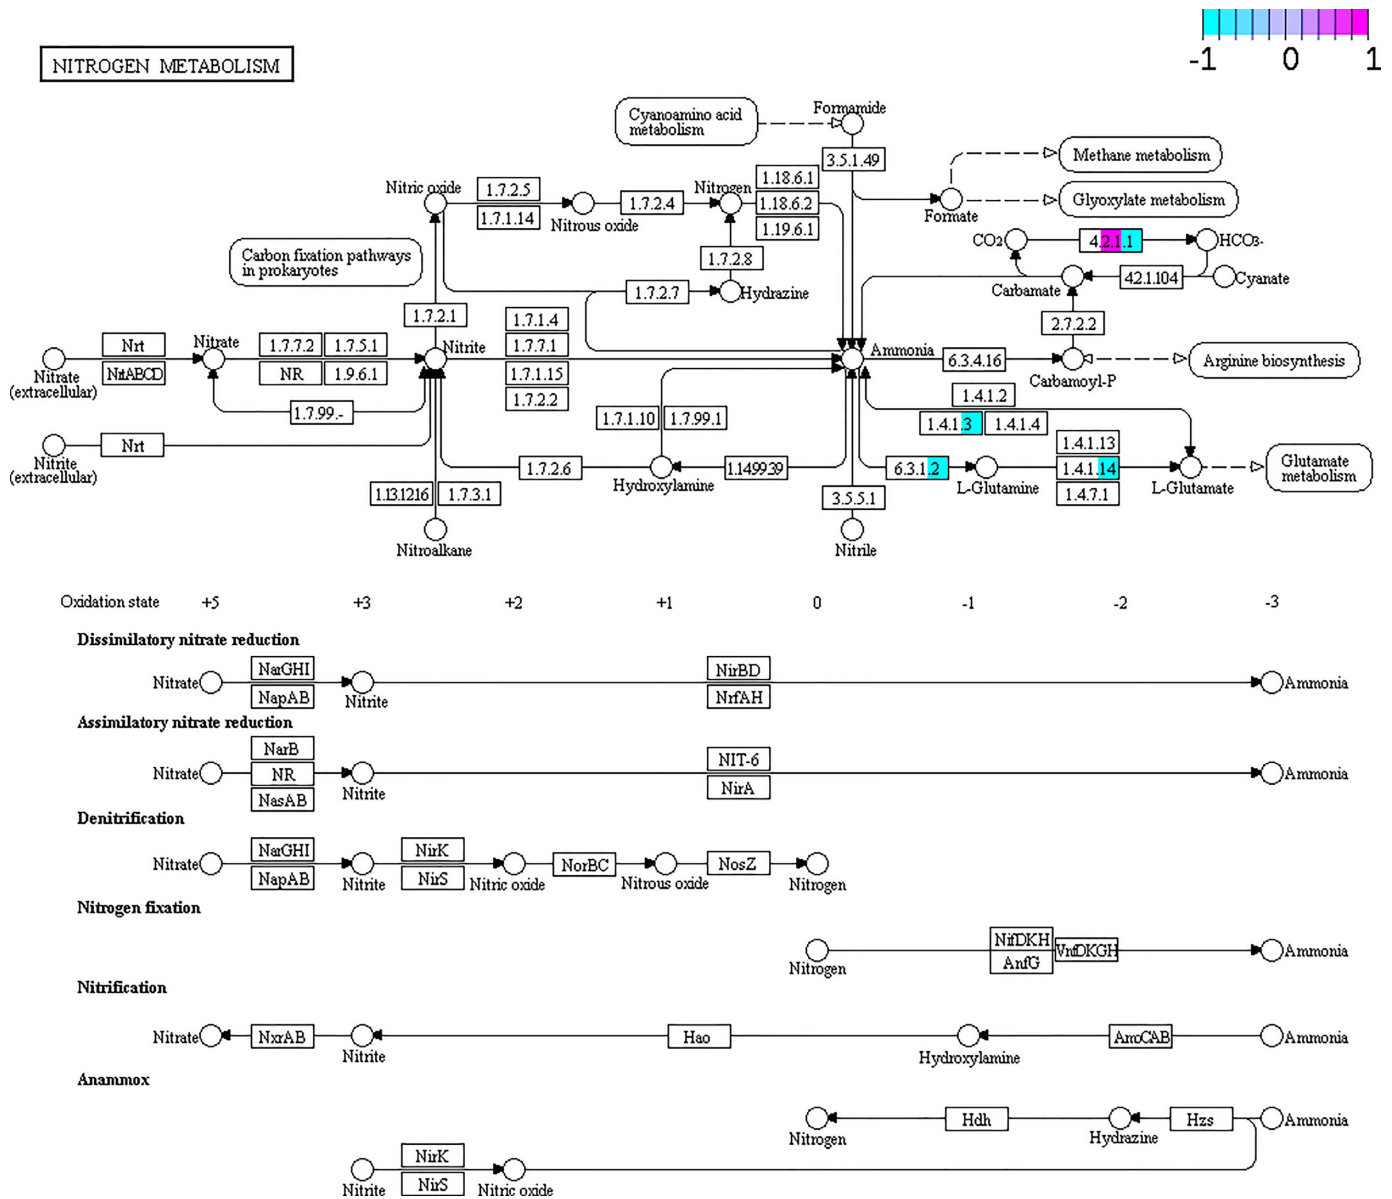 -1 0 1
NITROGEN METABOLISM
Cyanoamino acid
metabolism
Formamide
3.5.1.49
Methane metabolism
Nitric oxide
1.7.2.5
1.7.1.14
Nitrous oxide
1.7.2.4
Nitrogen
1.18.6.1
1.18.6.2
1.19.6.1
Formate
Glyoxylate metabolism
Carbon fixation pathways
in prokaryotes
1.7.2.8
CO2
4.2.1.1
HCO3-
1.7.2.7
Hydrazine
Carbamate
42.1.104
Cyanate
1.7.2.1
1.7.1.4
2.7.2.2
Nrt
NrtABCD
Nitrate
1.7.7.2
1.7.5.1
NR
1.9.6.1
Nitrite
1.7.7.1
1.7.1.15
1.7.2.2
Ammonia
6.3.4.16
Carbamoyl-P
Arginine biosynthesis
Nitrate
(extracellular)
1.7.99.-
1.7.1.10
1.7.99.1
1.4.1.2
1.4.1.3
1.4.1.4
Nrt
Nitrite
(extracellular)
1.7.2.6
Hydroxylamine
1.149939
6.3.1.2
L-Glutamine
1.4.1.13
1.4.1.14
1.4.7.1
L-Glutamate
Glutamate
metabolism
1.13.1216
1.7.3.1
3.5.5.1
Nitroalkane
Nitrile
Oxidation state +5 +3 +2 +1 0 -1 -2 -3
Dissimilatory nitrate reduction
NarGHI
NirBD
Nitrate
Nitrite
Ammonia
NapAB
NrfAH
Assimilatory nitrate reduction
NarB
NIT-6
Nitrate
NR
Nitrite
Ammonia
NasAB
NirA
Denitrification
NarGHI
NirK
Nitrate
NorBC
NosZ
NapAB
Nitrite
NirS
Nitric oxide
Nitrous oxide
Nitrogen
Nitrogen fixation
NifDKH
VnfDKGH
Nitrogen
AnfG
Ammonia
Nitrification
Nitrate
NxrAB
Nitrite
Hao
Hydroxylamine
AmoCAB
Ammonia
Anammox
Nitrogen
Hdh
Hydrazine
Hzs
Ammonia
NirK
Nitrite
NirS
Nitric oxide